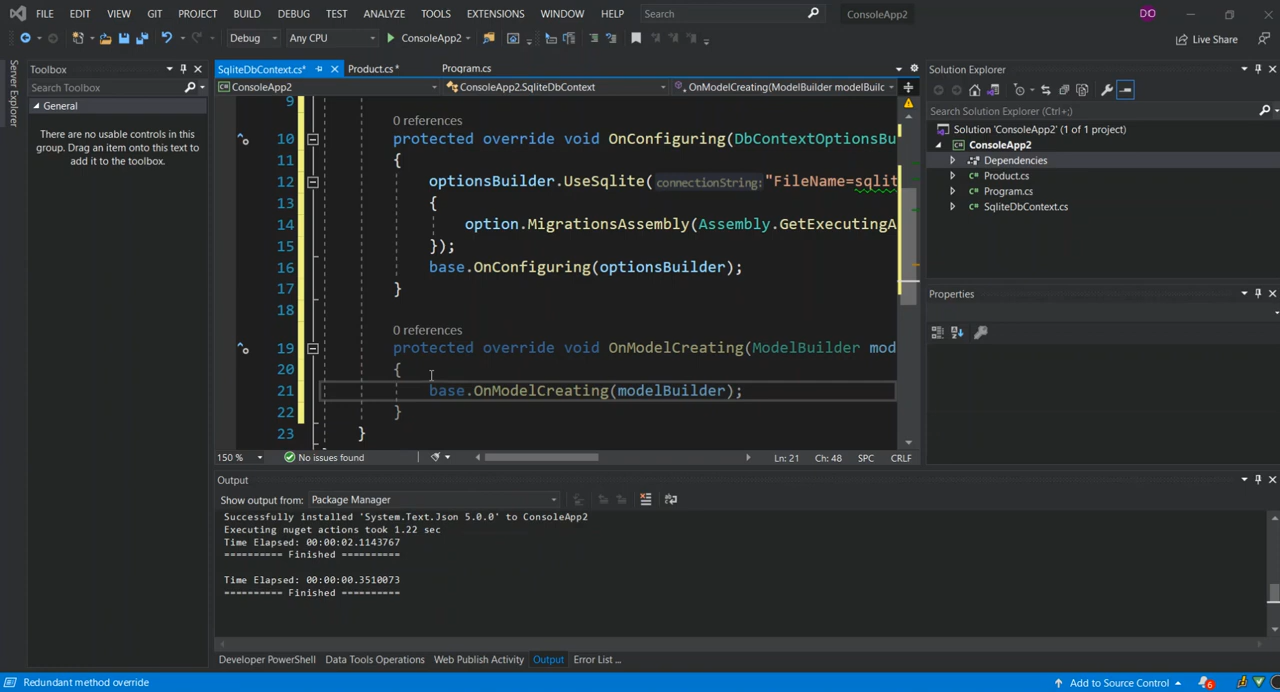 FILE EDIT VIEW GIT PROJECT BUILD DEBUG TEST ANALYZE TOOLS EXTENSIONS WINDOW HELP Search ConsoleApp2 DO
Debug Any CPU ConsoleApp2 Live Share
Server Explorer
Toolbox
Search Toolbox
General
There are no usable controls in this
group. Drag an item onto this text to
add it to the toolbox.
SqliteDbContext.cs* Product.cs* Program.cs
ConsoleApp2 ConsoleApp2.SqliteDbContext OnModelCreating(ModelBuilder modelBuilc
9
0 references
10 protected override void OnConfiguring(DbContextOptionsBu
11 {
12 optionsBuilder.UseSqlite(connectionString:"FileName=sqlit
13 {
14 option.MigrationsAssembly(Assembly.GetExecutingA
15 });
16 base.OnConfiguring(optionsBuilder);
17 }
18
0 references
19 protected override void OnModelCreating(ModelBuilder mod
20 {
21 base.OnModelCreating(modelBuilder);
22 }
23 }
150 % No issues found Ln: 21 Ch: 48 SPC CRLF
Solution Explorer
Search Solution Explorer (Ctrl+;)
Solution 'ConsoleApp2' (1 of 1 project)
ConsoleApp2
Dependencies
C# Product.cs
C# Program.cs
C# SqliteDbContext.cs
Properties
Output
Show output from: Package Manager
Successfully installed 'System.Text.Json 5.0.0' to ConsoleApp2
Executing nuget actions took 1.22 sec
Time Elapsed: 00:00:02.1143767
========== Finished ==========
Time Elapsed: 00:00:00.3510073
========== Finished ==========
Developer PowerShell Data Tools Operations Web Publish Activity Output Error List ...
Redundant method override Add to Source Control 6